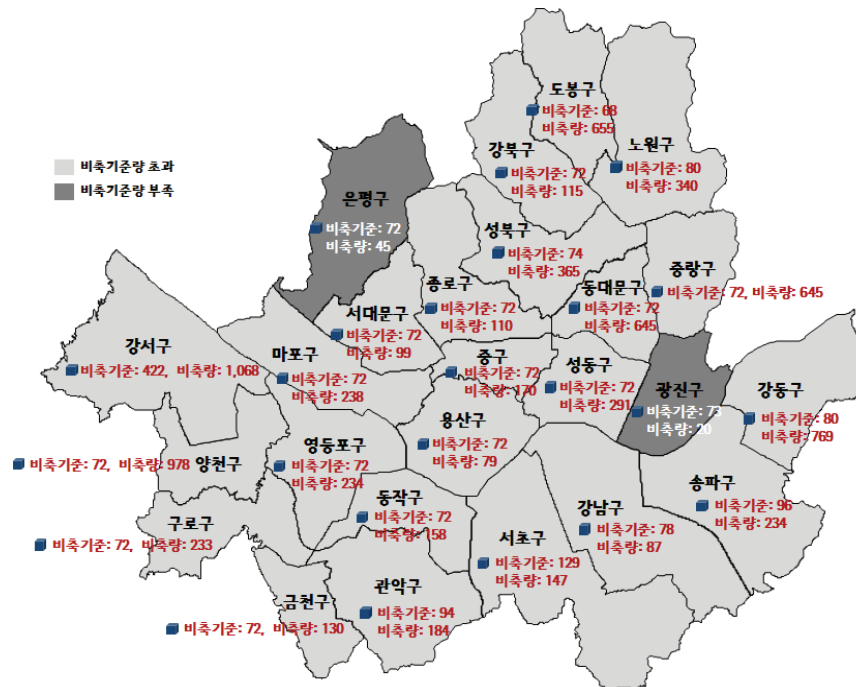 도봉구
비축기준: 68
비축량: 655
강북구
비축기준: 72
비축량: 115
노원구
비축기준: 80
비축량: 340
비축기준량 초과
비축기준량 부족
은평구
비축기준: 72
비축량: 45
성북구
비축기준: 74
비축량: 365
중랑구
비축기준: 72, 비축량: 645
종로구
비축기준: 72
비축량: 110
동대문구
비축기준: 72
비축량: 645
서대문구
비축기준: 72
비축량: 99
강서구
비축기준: 422, 비축량: 1,068
마포구
비축기준: 72
비축량: 238
중구
비축기준: 72
비축량: 170
성동구
비축기준: 72
비축량: 291
광진구
비축기준: 73
비축량: 20
강동구
비축기준: 80
비축량: 769
용산구
비축기준: 72
비축량: 79
양천구
비축기준: 72, 비축량: 978
영등포구
비축기준: 72
비축량: 234
송파구
비축기준: 96
비축량: 234
동작구
비축기준: 72
비축량: 158
강남구
비축기준: 78
비축량: 87
구로구
비축기준: 72, 비축량: 233
서초구
비축기준: 129
비축량: 147
관악구
비축기준: 94
비축량: 184
금천구
비축기준: 72, 비축량: 130